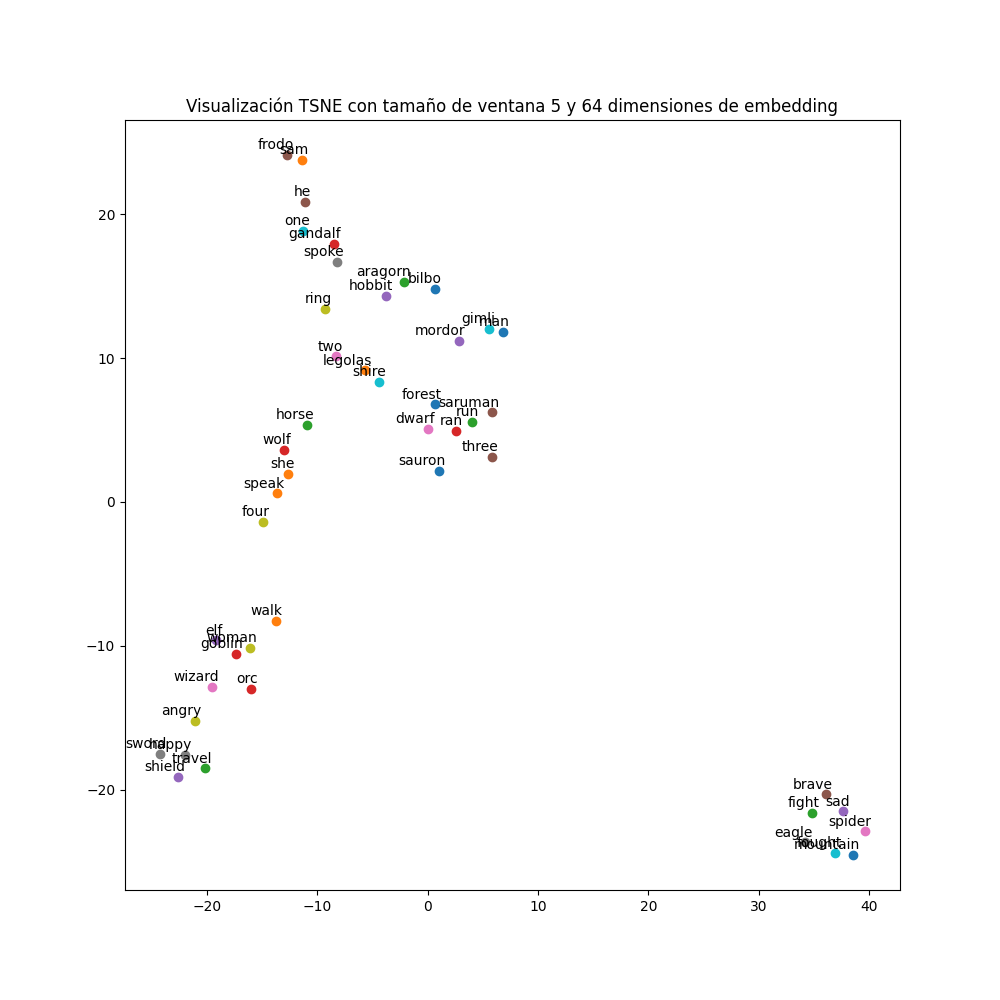 Visualización TSNE con tamaño de ventana 5 y 64 dimensiones de embedding
frodo
sam
he
20
one
gandalf
spoke
aragorn
bilbo
hobbit
ring
gimli
man
mordor
two
10
legolas
shire
forest
saruman
horse
run
dwarf
ran
wolf
three
she
sauron
speak
0
four
walk
elf
woman
goblin
−10
wizard
orc
angry
sword
happy
travel
shield
−20
brave
fight
sad
spider
eagle
fought
mountain
−20
−10
0
10
20
30
40